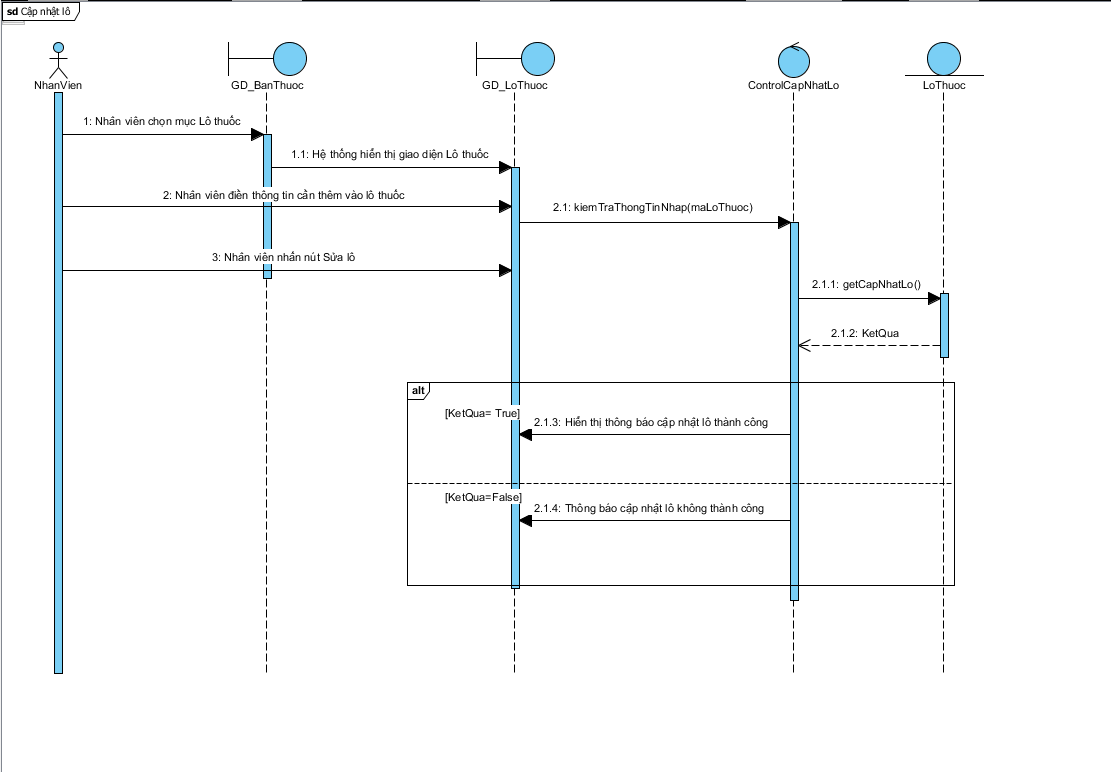 sd Cập nhật lô
NhanVien
GD_BanThuoc
GD_LoThuoc
ControlCapNhatLo
LoThuoc
1: Nhân viên chọn mục Lô thuốc
1.1: Hệ thống hiển thị giao diện Lô thuốc
2: Nhân viên điền thông tin cần thêm vào lô thuốc
2.1: kiemTraThongTinNhap(maLoThuoc)
3: Nhân viên nhấn nút Sửa lô
2.1.1: getCapNhatLo()
2.1.2: KetQua
alt
[KetQua= True]
2.1.3: Hiển thị thông báo cập nhật lô thành công
[KetQua=False]
2.1.4: Thông báo cập nhật lô không thành công